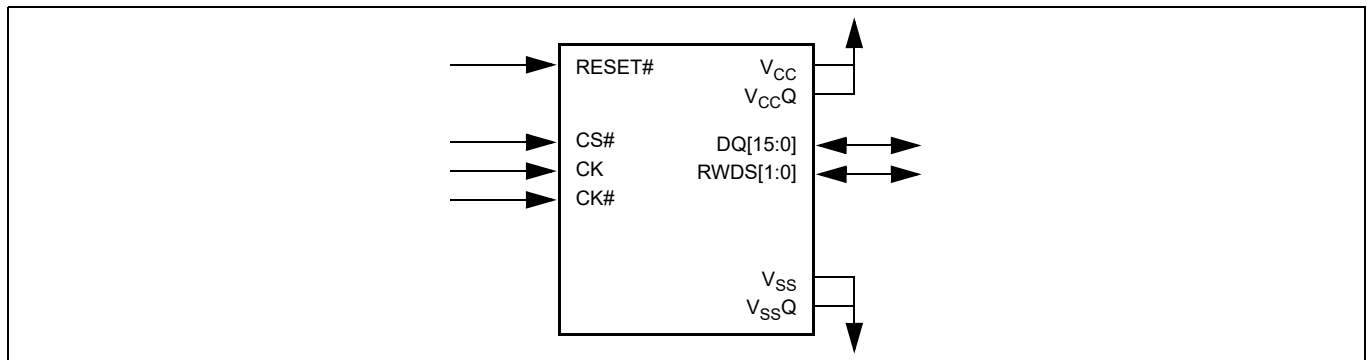 RESET#
CS#
CK
CK#
VCC
VCCQ
DQ[15:0]
RWDS[1:0]
VSS
VSSQ